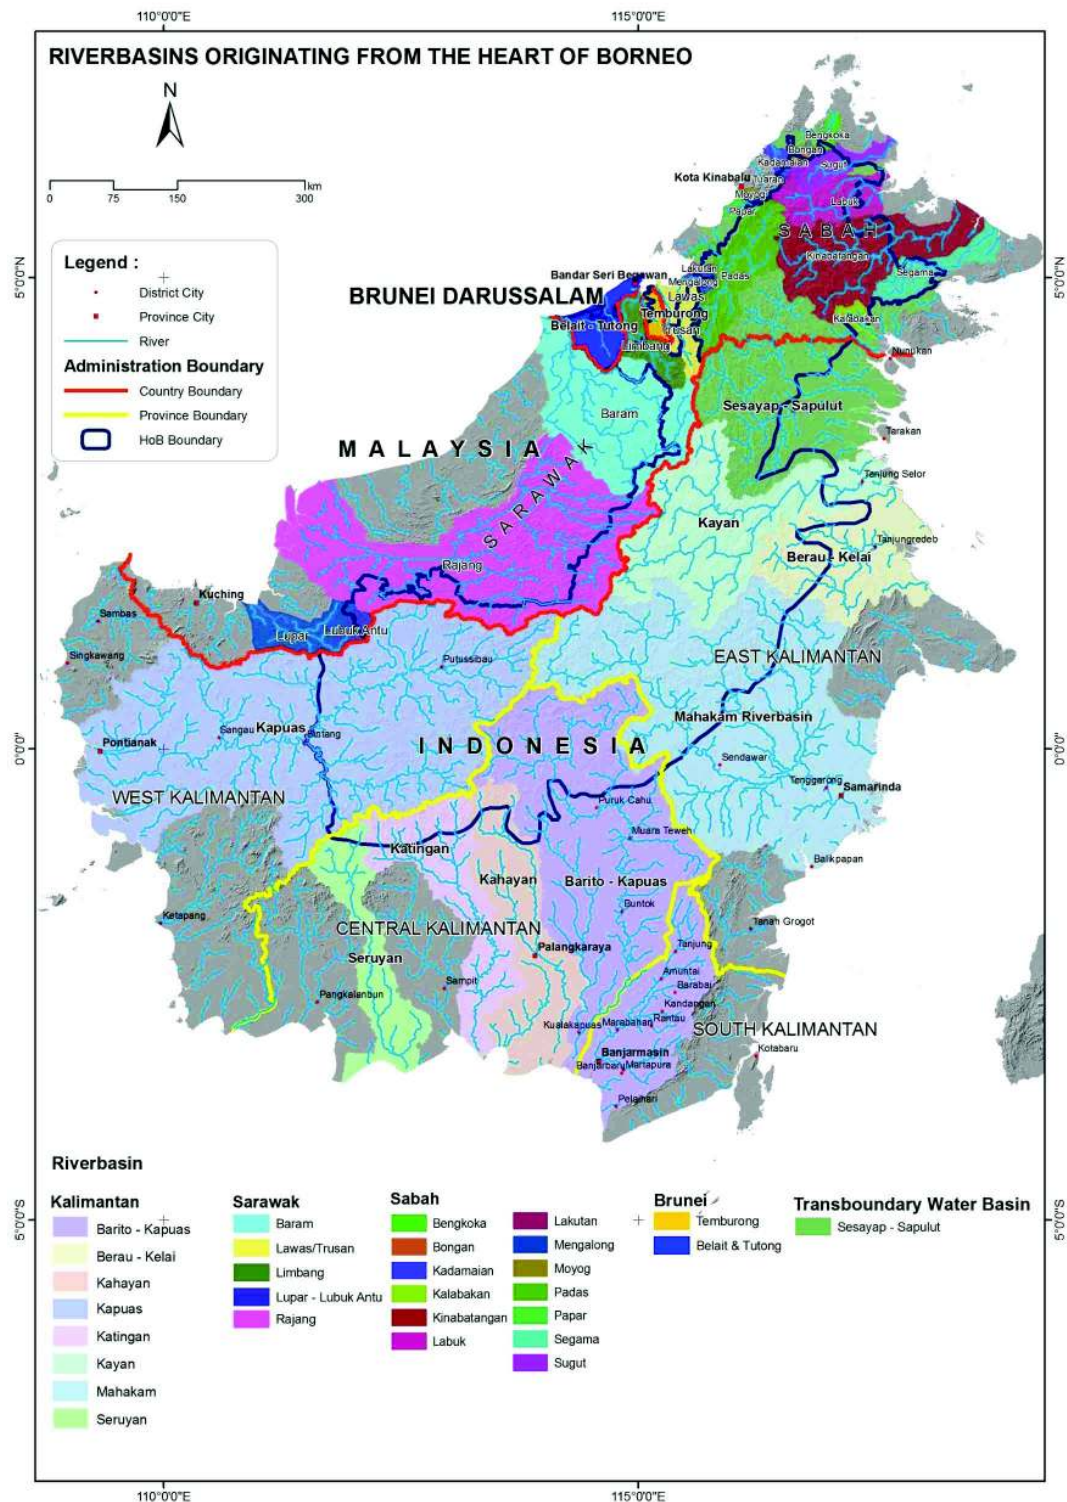 110°0'0"E
115°0'0"E
RIVERBASINS ORIGINATING FROM THE HEART OF BORNEO
N
0 75 150 300
km
Legend :
District City
Province City
River
Administration Boundary
Country Boundary
Province Boundary
HoB Boundary
5°0'0"N
5°0'0"N
Bengkoka
Bongan
Kadamaian
Sugut
Kota Kinabalu
Tuaran
Moyog
Labuk
Papar
SABAH
Kinabatangan
Lakutan
Padas
Segama
Mengalong
Bandar Seri Begawan
Lawas
BRUNEI DARUSSALAM
Temburong
Kalabakan
Belait - Tutong
Trusan
Limbang
Nunukan
Sesayap - Sapulut
Baram
Tarakan
MALAYSIA
SARAWAK
Tanjung Selor
Kayan
Tanjungredeb
Berau - Kelai
Rajang
Kuching
Sambas
Lupar
Lubuk Antu
Singkawang
Putussibau
EAST KALIMANTAN
Mahakam Riverbasin
Sangau
Kapuas
Bintang
Pontianak
INDONESIA
0°0'0"
0°0'0"
Sendawar
Tenggarong
Samarinda
WEST KALIMANTAN
Puruk Cahu
Muara Teweh
Katingan
Balikpapan
Kahayan
Barito - Kapuas
Buntok
Ketapang
CENTRAL KALIMANTAN
Tanah Grogot
Palangkaraya
Tanjung
Seruyan
Sampit
Amuntai
Barabai
Pangkalanbun
Kandangan
Kualakapuas
Marabahan
Rantau
SOUTH KALIMANTAN
Banjarmasin
Kotabaru
Banjarbaru
Martapura
Pelaihari
Riverbasin
Kalimantan
Barito - Kapuas
Berau - Kelai
Kahayan
Kapuas
Katingan
Kayan
Mahakam
Seruyan
Sarawak
Baram
Lawas/Trusan
Limbang
Lupar - Lubuk Antu
Rajang
Sabah
Bengkoka
Bongan
Kadamaian
Kalabakan
Kinabatangan
Labuk
Lakutan
Mengalong
Moyog
Padas
Papar
Segama
Sugut
Brunei
Temburong
Belait & Tutong
Transboundary Water Basin
Sesayap - Sapulut
5°0'0"S
5°0'0"S
110°0'0"E
115°0'0"E